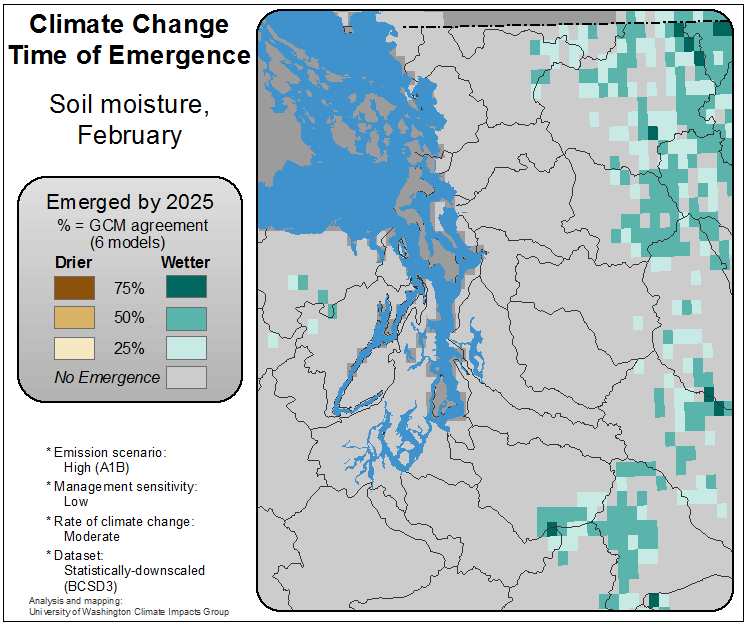 Climate Change
Time of Emergence
Soil moisture,
February
Emerged by 2025
% = GCM agreement
(6 models)
Drier Wetter
75%
50%
25%
No Emergence
* Emission scenario:
High (A1B)
* Management sensitivity:
Low
* Rate of climate change:
Moderate
* Dataset:
Statistically-downscaled
(BCSD3)
Analysis and mapping:
University of Washington Climate Impacts Group